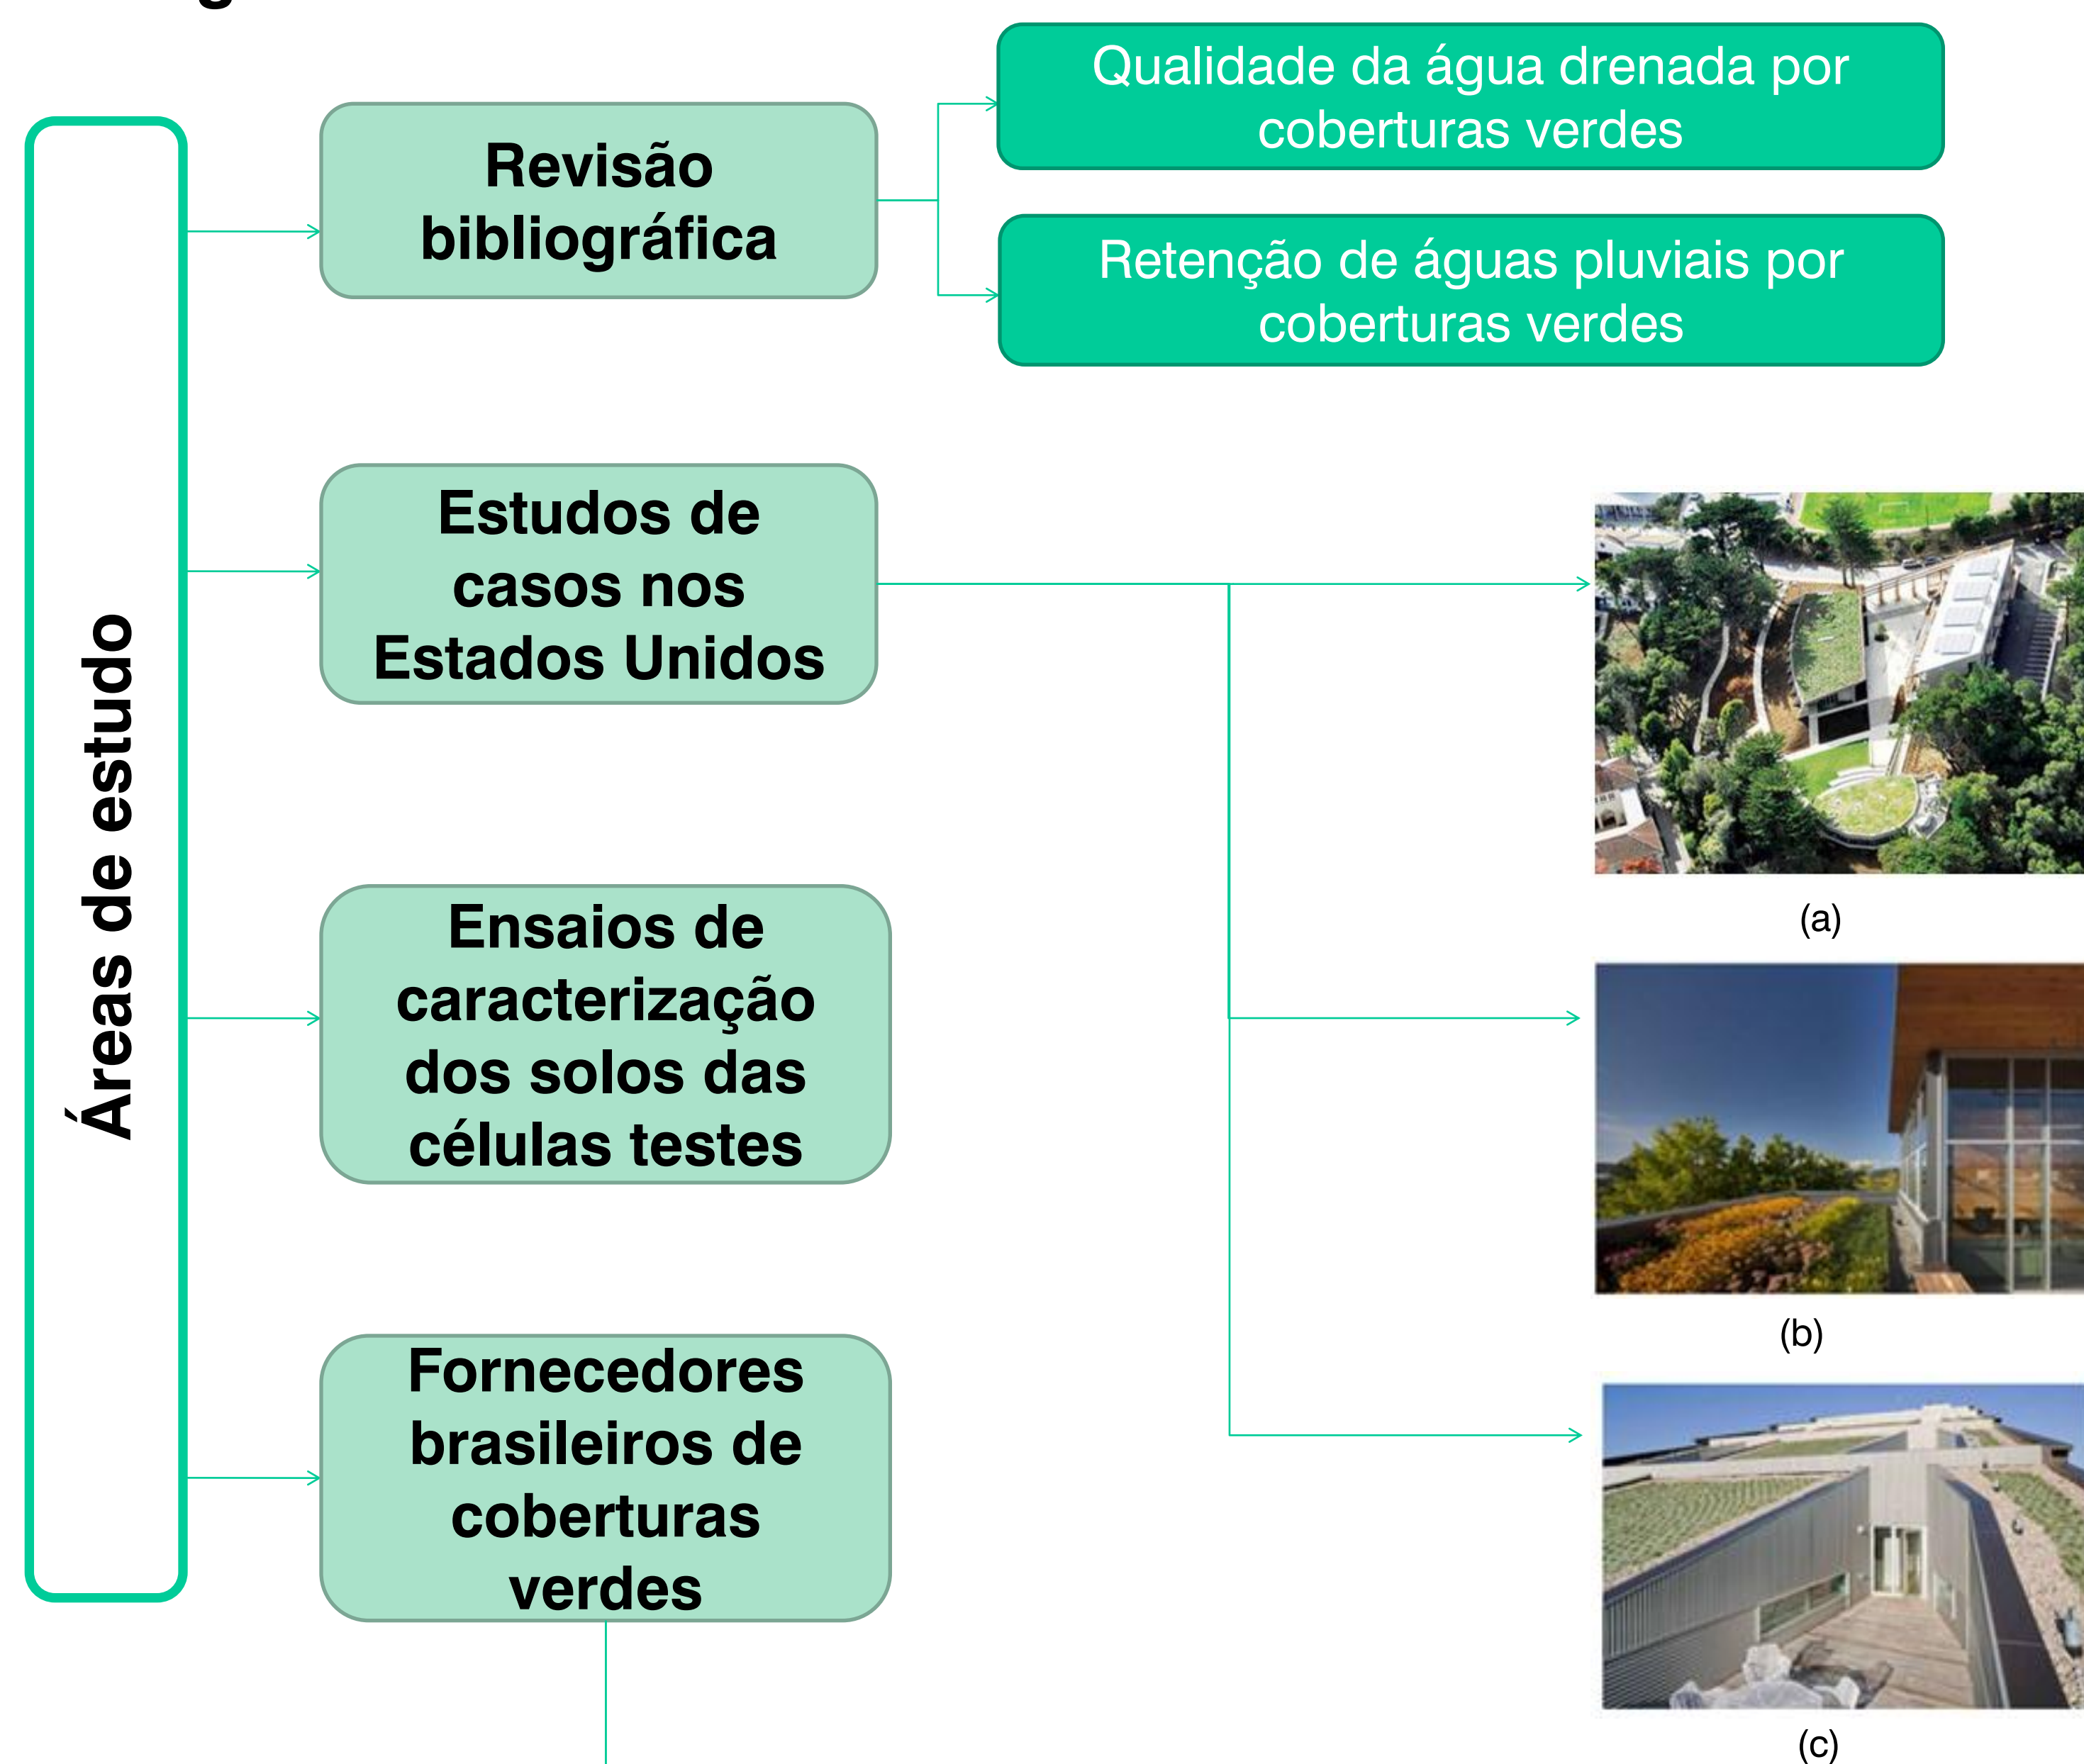 Áreas de estudo
Revisão
bibliográfica
Qualidade da água drenada por
coberturas verdes
Retenção de águas pluviais por
coberturas verdes
Estudos de
casos nos
Estados Unidos
(a)
Ensaios de
caracterização
dos solos das
células testes
(b)
Fornecedores
brasileiros de
coberturas
verdes
(c)